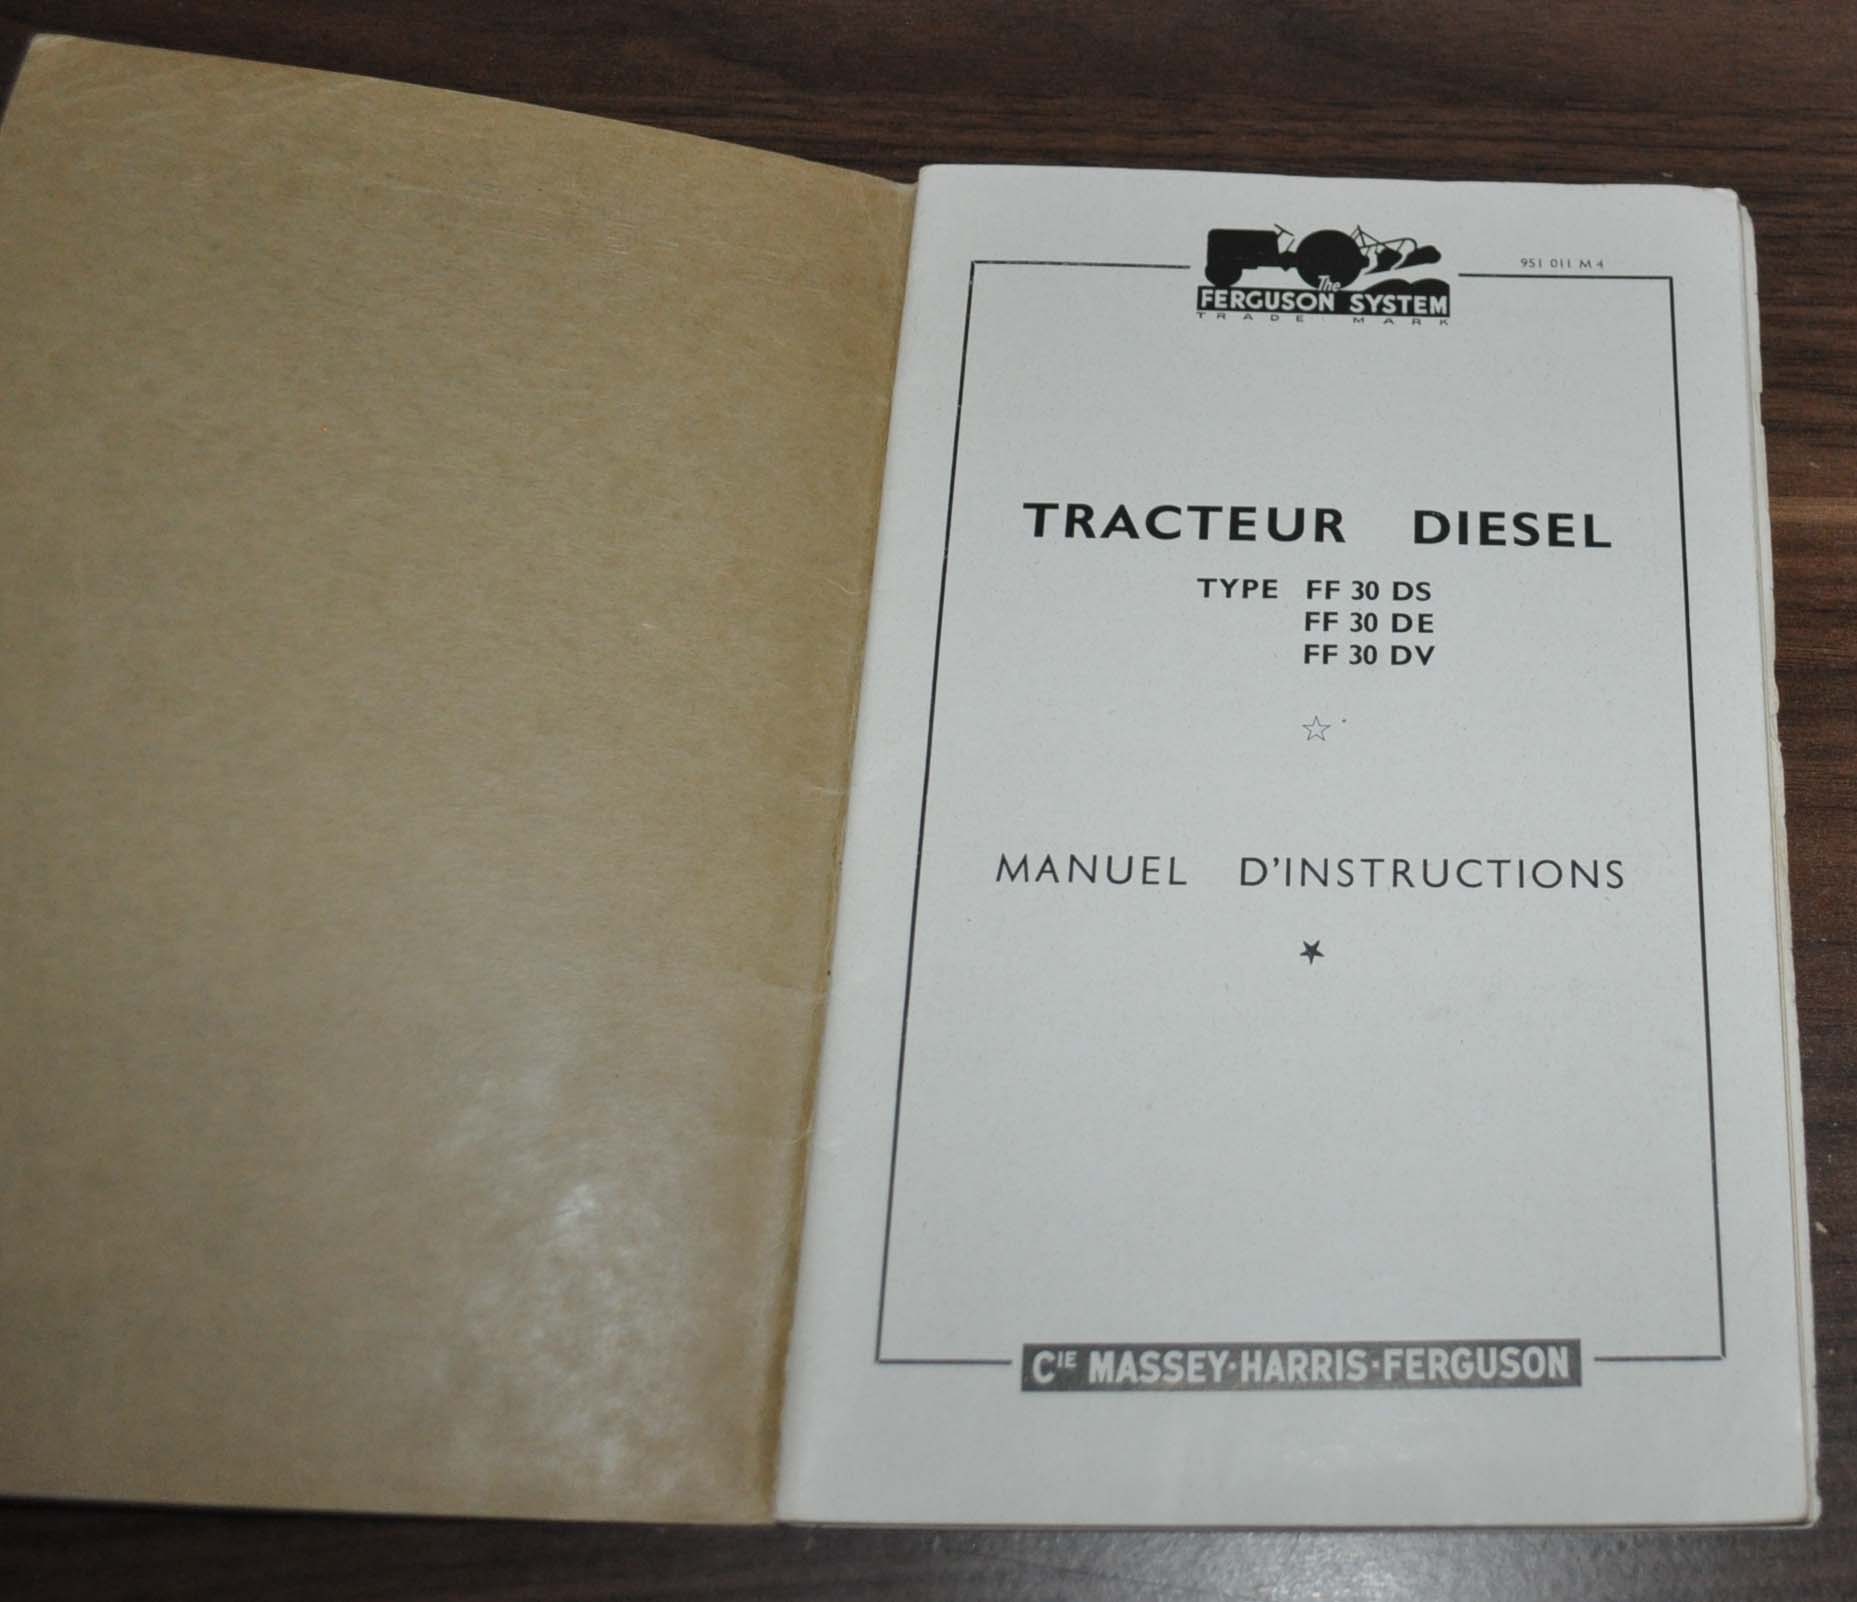 The
FERGUSON SYSTEM
TRADE MARK
951 011 M 4
TRACTEUR DIESEL
TYPE FF 30 DS
FF 30 DE
FF 30 DV
MANUEL D'INSTRUCTIONS
CIE MASSEY·HARRIS·FERGUSON